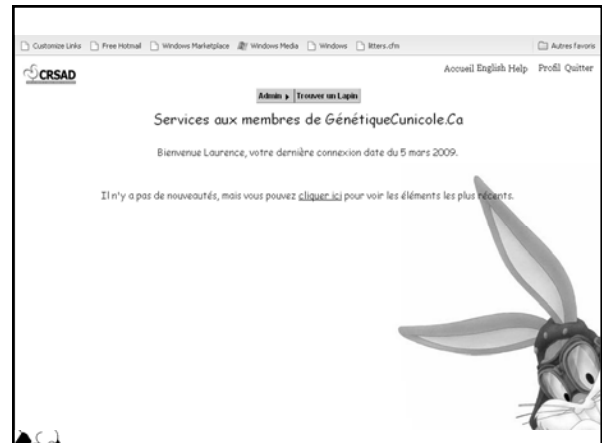 Customize Links Free Hotmail Windows Marketplace Windows Media Windows litters.cfm Autres favoris
CRSAD
Accueil English Help Profil Quitter
Admin Trouver un Lapin
Services aux membres de GénétiqueCunicole.Ca
Bienvenue Laurence, votre dernière connexion date du 5 mars 2009.
Il n'y a pas de nouveautés, mais vous pouvez cliquer ici pour voir les éléments les plus récents.